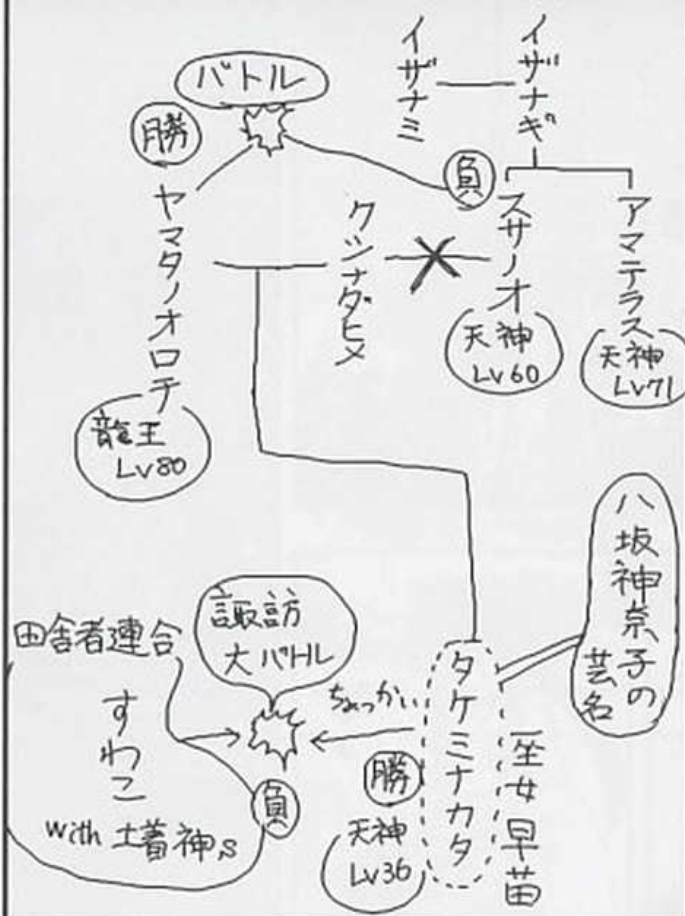 イザナギ
イザナミ
バトル
勝
負
アマテラス
天神
Lv71
スサノオ
天神
Lv60
クシナダヒメ
ヤマタノオロチ
龍王
Lv80
八坂神奈子の
芸名
諏訪
大バトル
田舎者連合
すわこ
with 土着神s
負
ちょっかい
勝
天神
Lv36
タケミナカタ
巫女 早苗